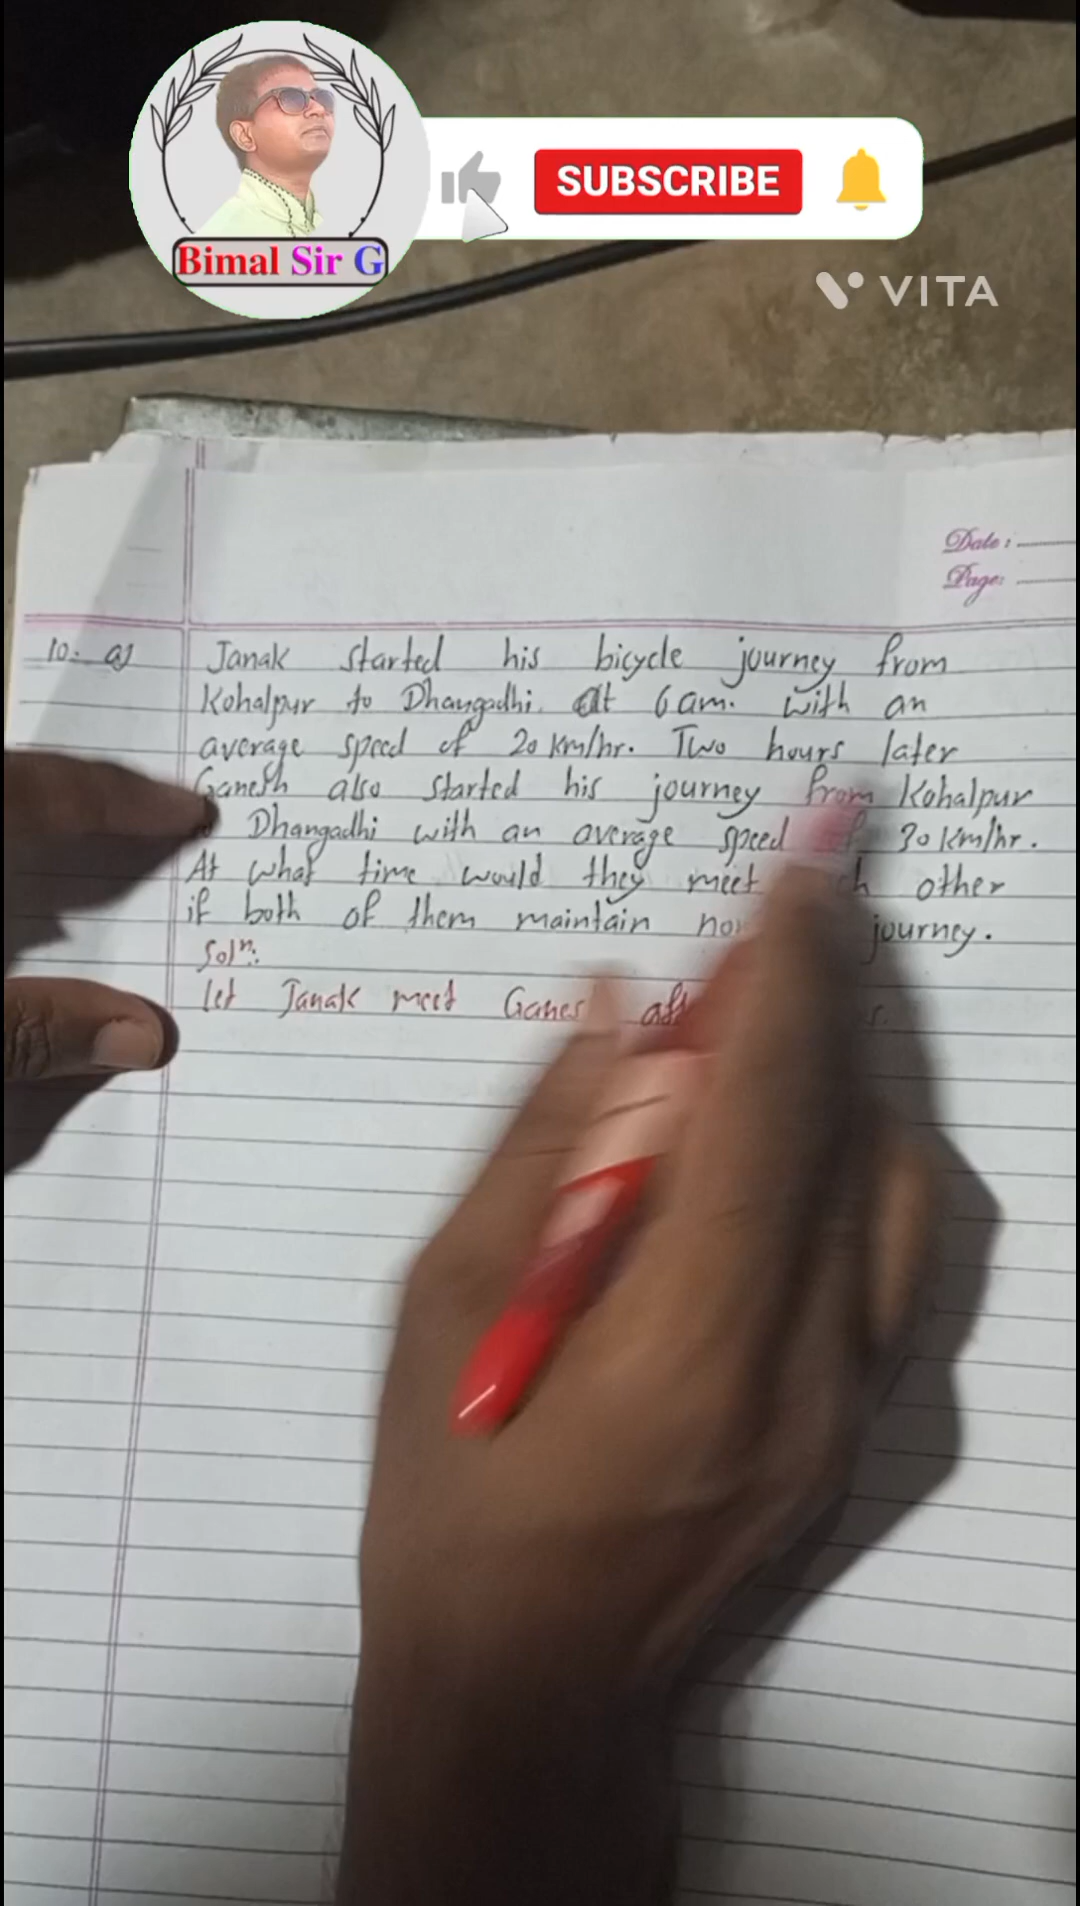 Bimal Sir G
SUBSCRIBE
VITA
Date:
Page:
10. a) Janak started his bicycle journey from
Kohalpur to Dhangadhi. At 6 am. with an
average speed of 20 km/hr. Two hours later
Ganesh also started his journey from Kohalpur
Dhangadhi with an average speed of 30 km/hr.
At what time would they meet other
if both of them maintain journey.
Solⁿ:
let Janak meet